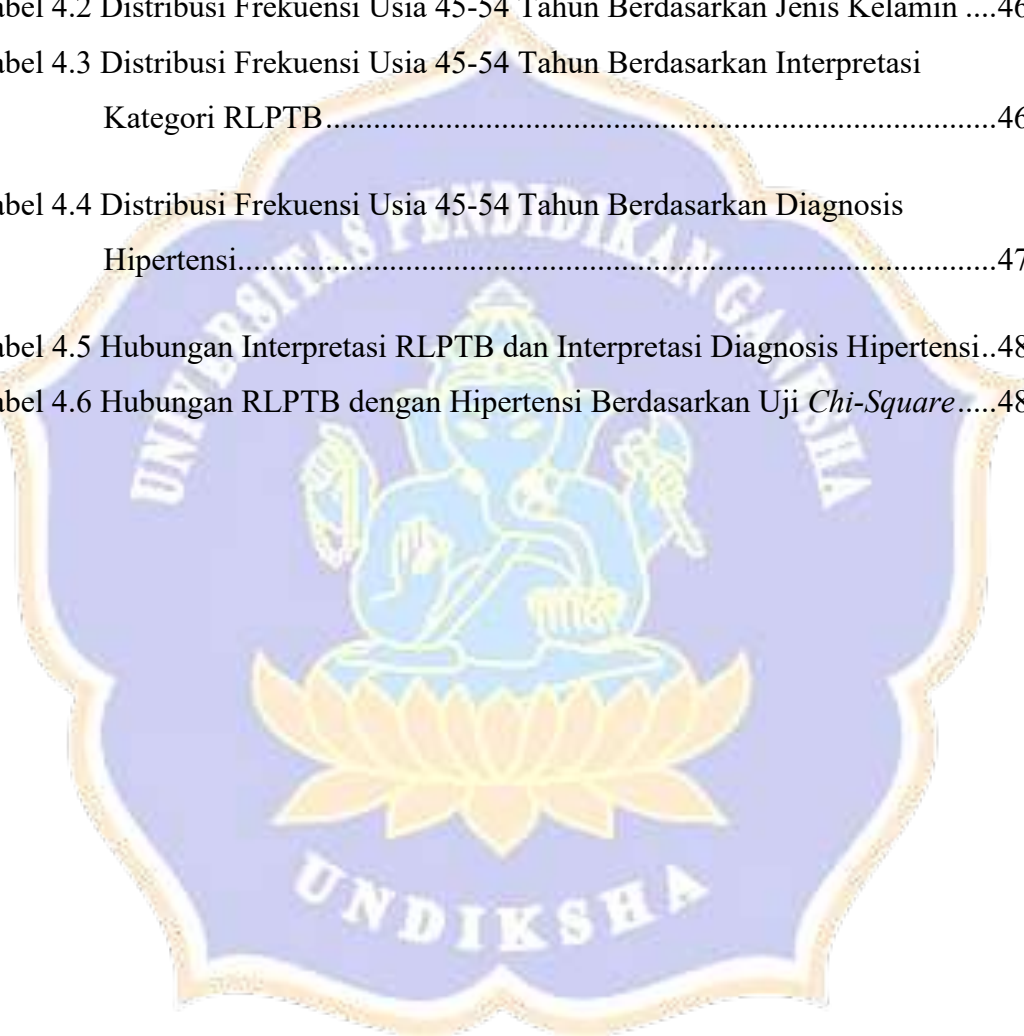 abel 4.2 Distribusi Frekuensi Usia 45-54 Tahun Berdasarkan Jenis Kelamin ....46
abel 4.3 Distribusi Frekuensi Usia 45-54 Tahun Berdasarkan Interpretasi
Kategori RLPTB....................................................................................46
abel 4.4 Distribusi Frekuensi Usia 45-54 Tahun Berdasarkan Diagnosis
Hipertensi...............................................................................................47
abel 4.5 Hubungan Interpretasi RLPTB dan Interpretasi Diagnosis Hipertensi..48
abel 4.6 Hubungan RLPTB dengan Hipertensi Berdasarkan Uji Chi-Square.....48
UNIVERSITAS PENDIDIKAN GANESHA
UNDIKSHA